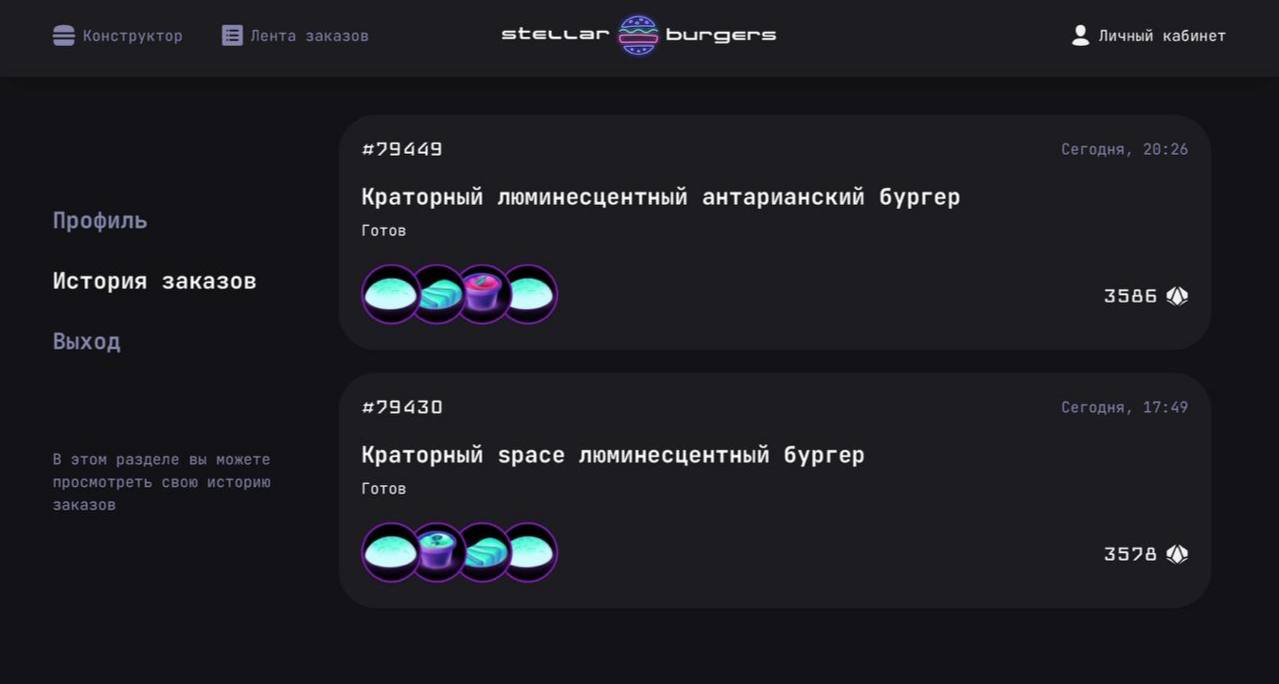 Конструктор
Лента заказов
stellar burgers
Личный кабинет
Профиль
История заказов
Выход
В этом разделе вы можете
просмотреть свою историю
заказов
#79449
Сегодня, 20:26
Краторный люминесцентный антарианский бургер
Готов
3586
#79430
Сегодня, 17:49
Краторный space люминесцентный бургер
Готов
3578